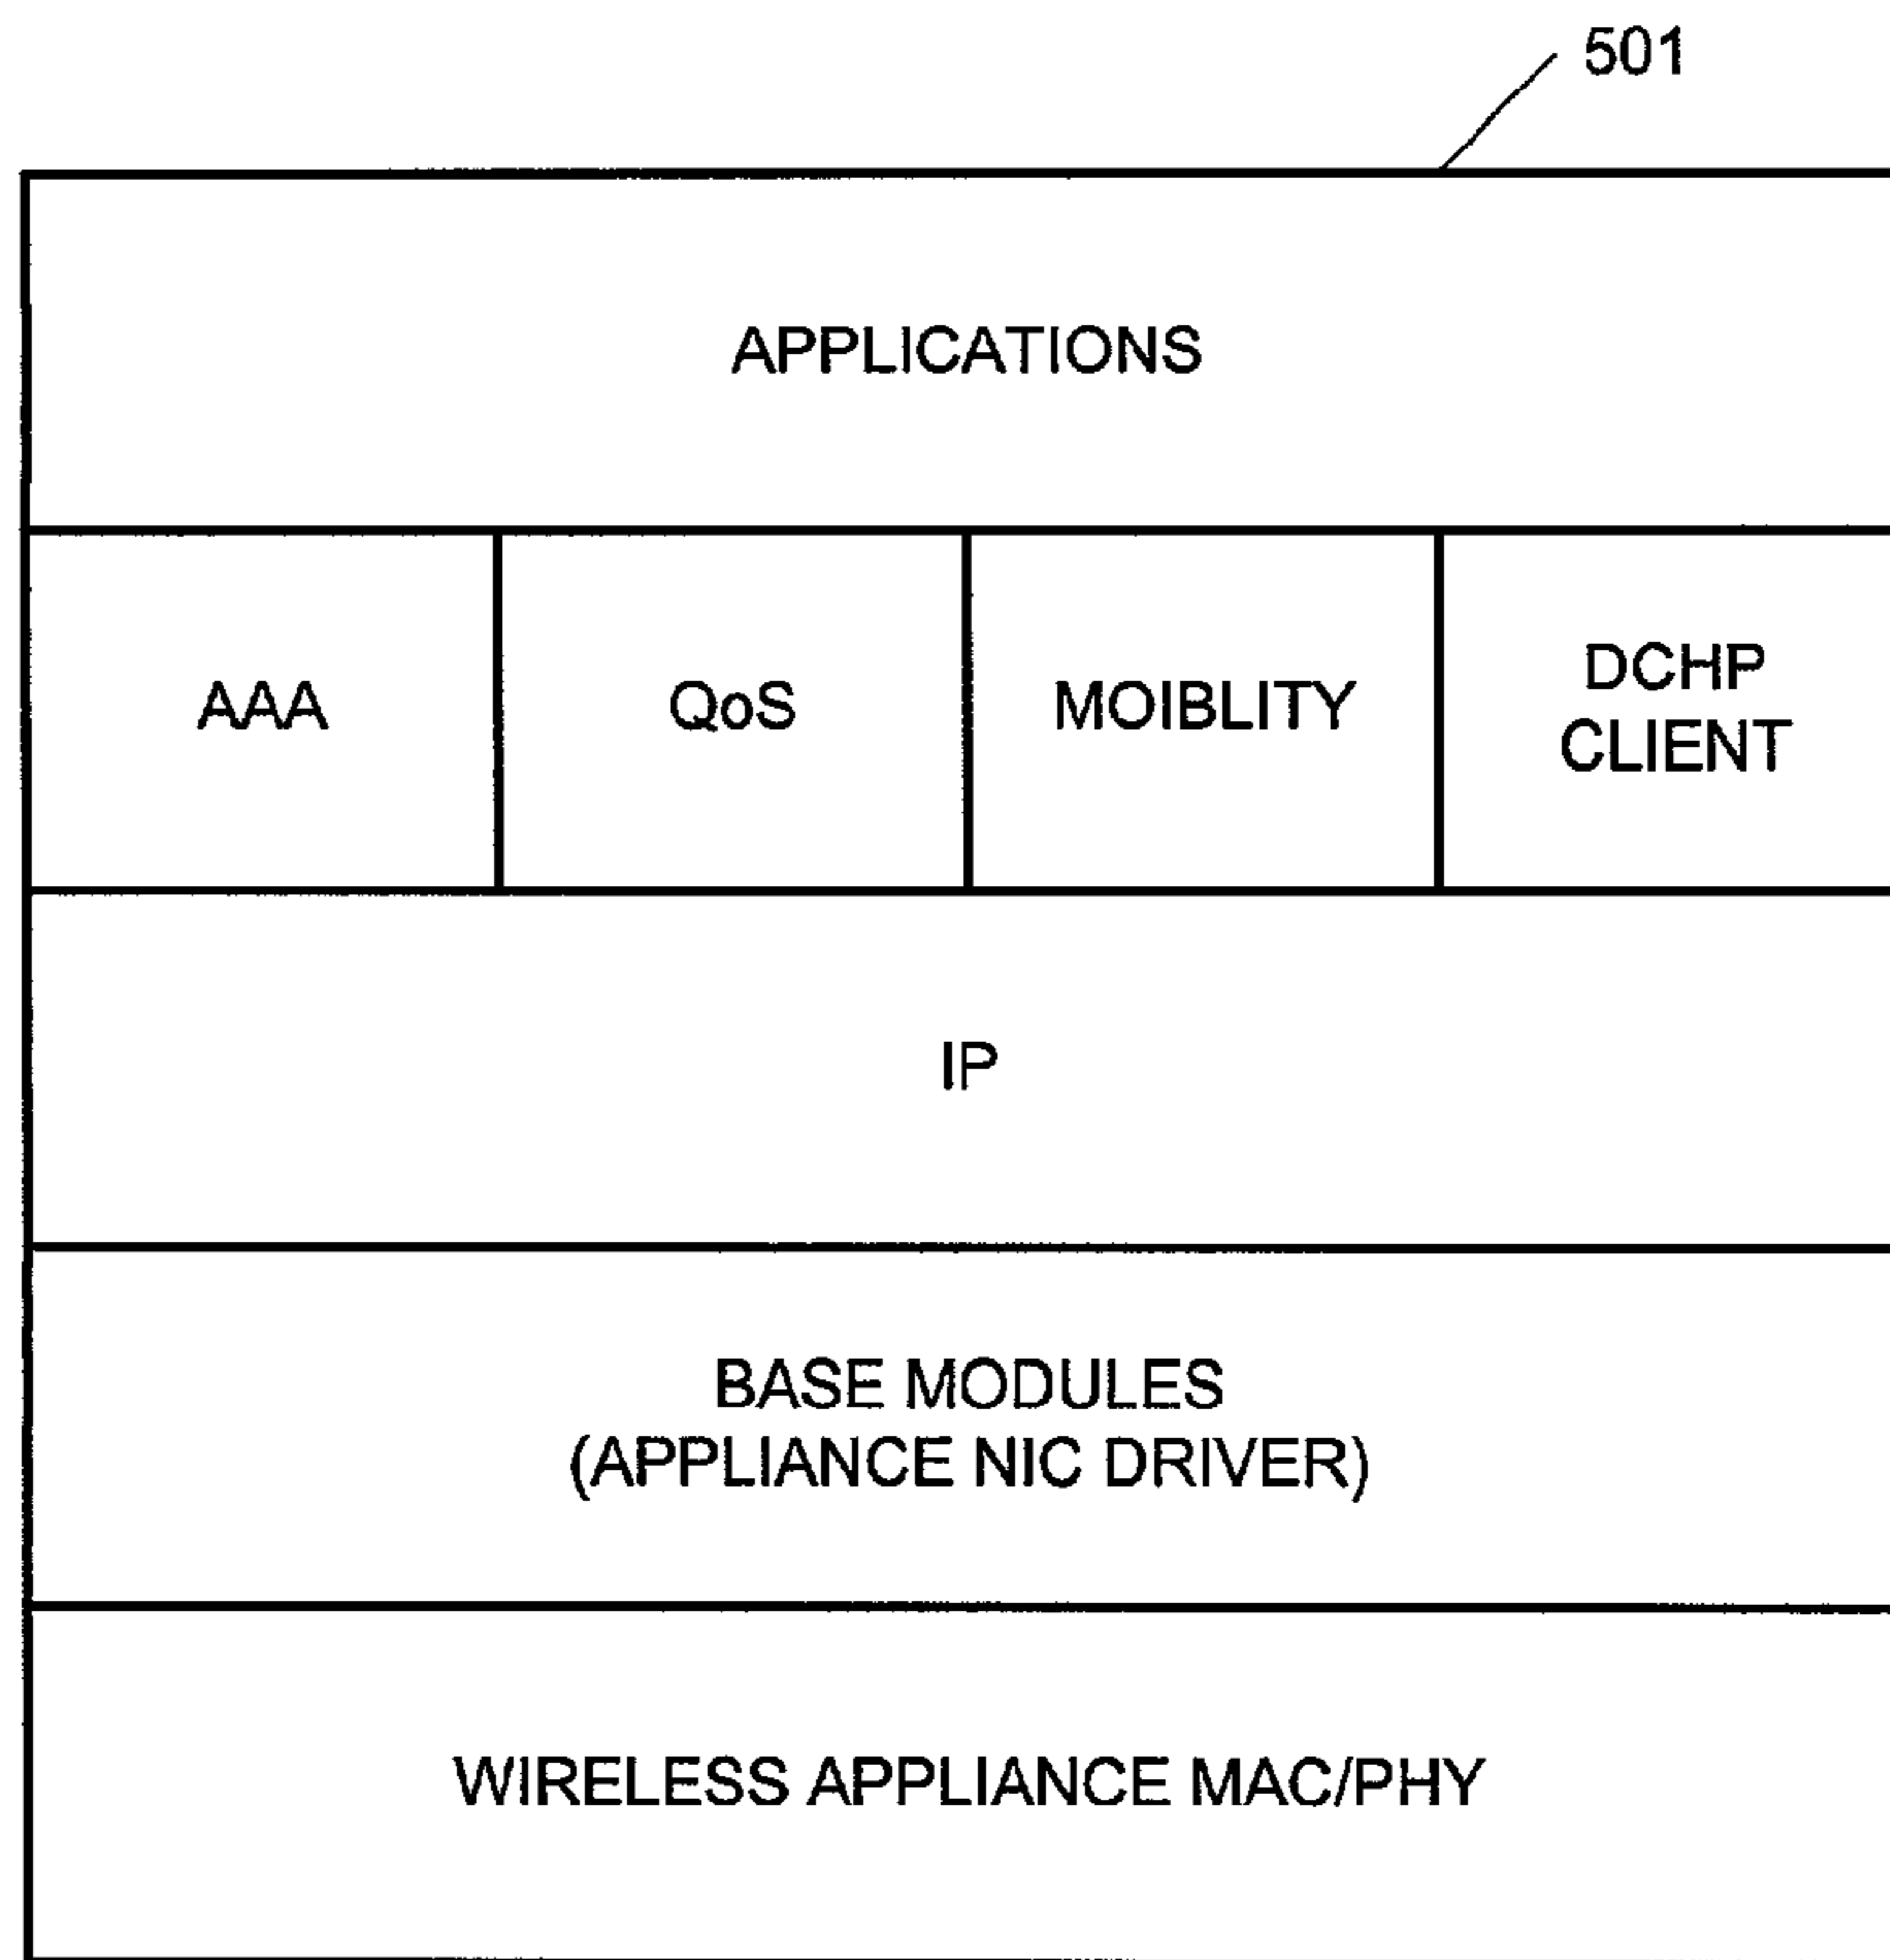 501
APPLICATIONS
AAA
QoS
MOIBLITY
DCHP
CLIENT
IP
BASE MODULES
(APPLIANCE NIC DRIVER)
WIRELESS APPLIANCE MAC/PHY